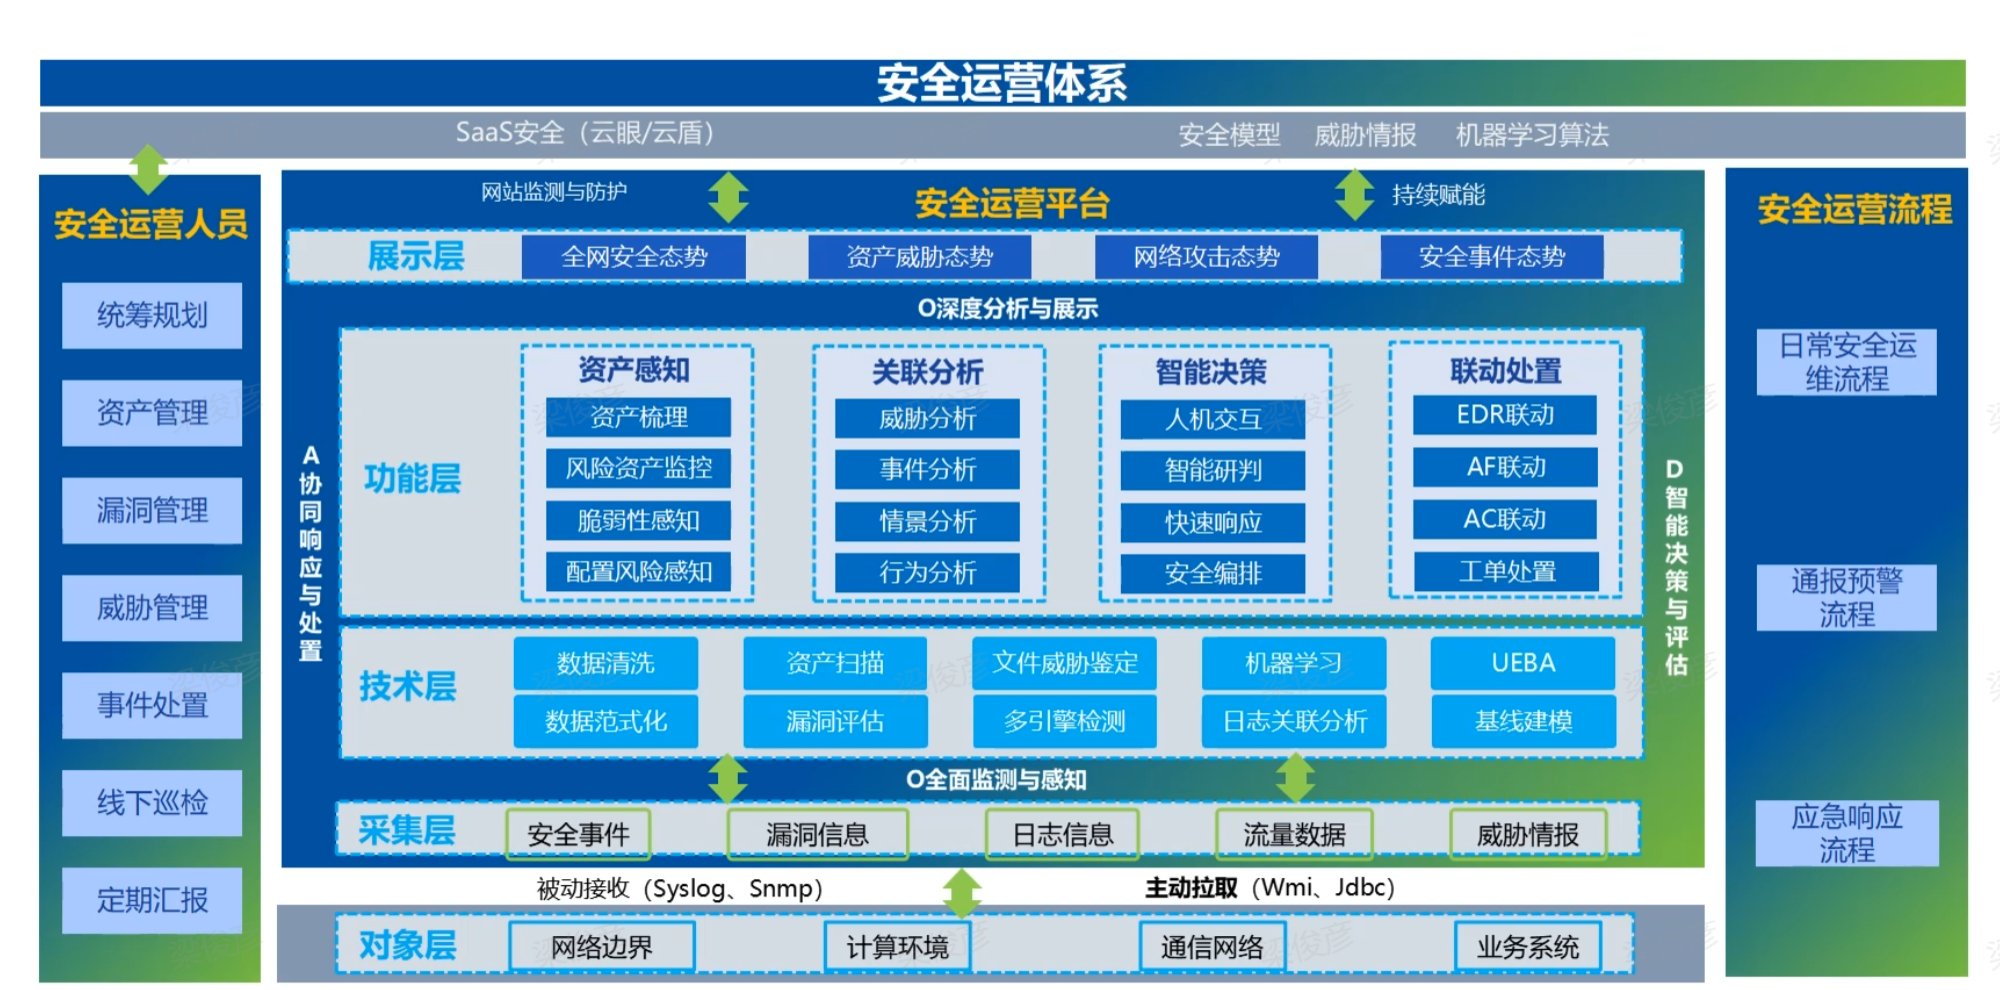 安全运营体系
SaaS安全（云眼/云盾）
安全模型 威胁情报 机器学习算法
安全运营人员
统筹规划
资产管理
漏洞管理
威胁管理
事件处置
线下巡检
定期汇报
网站监测与防护
安全运营平台
持续赋能
展示层
全网安全态势
资产威胁态势
网络攻击态势
安全事件态势
O深度分析与展示
A协同响应与处置
功能层
资产感知
资产梳理
风险资产监控
脆弱性感知
配置风险感知
关联分析
威胁分析
事件分析
情景分析
行为分析
智能决策
人机交互
智能研判
快速响应
安全编排
联动处置
EDR联动
AF联动
AC联动
工单处置
D智能决策与评估
技术层
数据清洗
资产扫描
文件威胁鉴定
机器学习
UEBA
数据范式化
漏洞评估
多引擎检测
日志关联分析
基线建模
O全面监测与感知
采集层
安全事件
漏洞信息
日志信息
流量数据
威胁情报
被动接收（Syslog、Snmp）
主动拉取（Wmi、Jdbc）
对象层
网络边界
计算环境
通信网络
业务系统
安全运营流程
日常安全运
维流程
通报预警
流程
应急响应
流程
梁俊彦